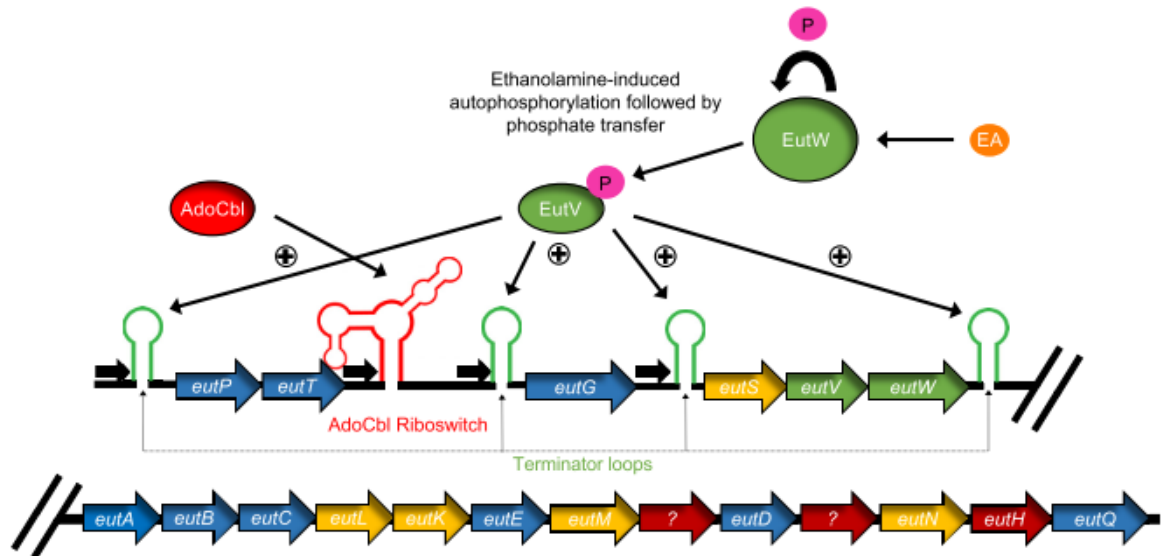 P
Ethanolamine-induced
autophosphorylation followed by
phosphate transfer
EutW
EA
P
AdoCbl
EutV
eutP
eutT
eutG
eutS
eutV
eutW
AdoCbl Riboswitch
Terminator loops
eutA
eutB
eutC
eutL
eutK
eutE
eutM
?
eutD
?
eutN
eutH
eutQ